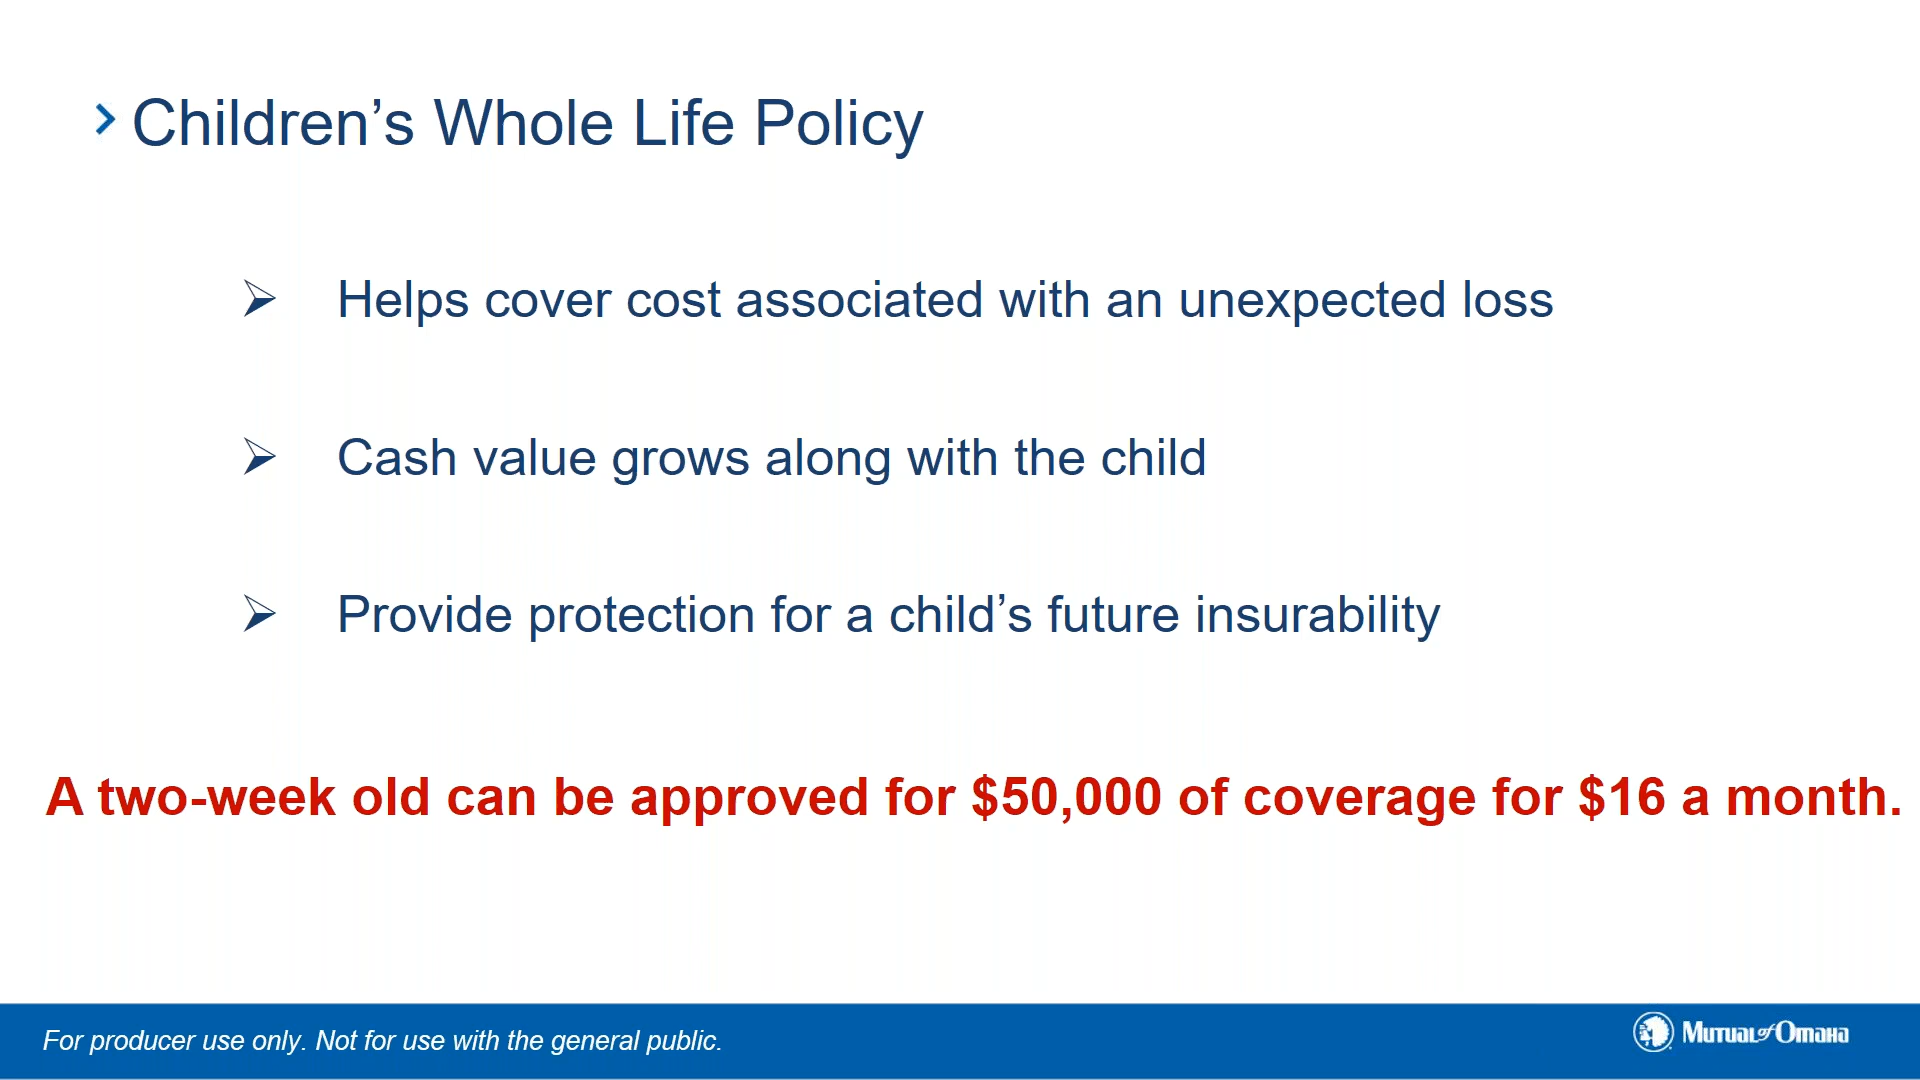 Children’s Whole Life Policy
Helps cover cost associated with an unexpected loss
Cash value grows along with the child
Provide protection for a child’s future insurability
A two-week old can be approved for $50,000 of coverage for $16 a month.
For producer use only. Not for use with the general public.
Mutual of Omaha